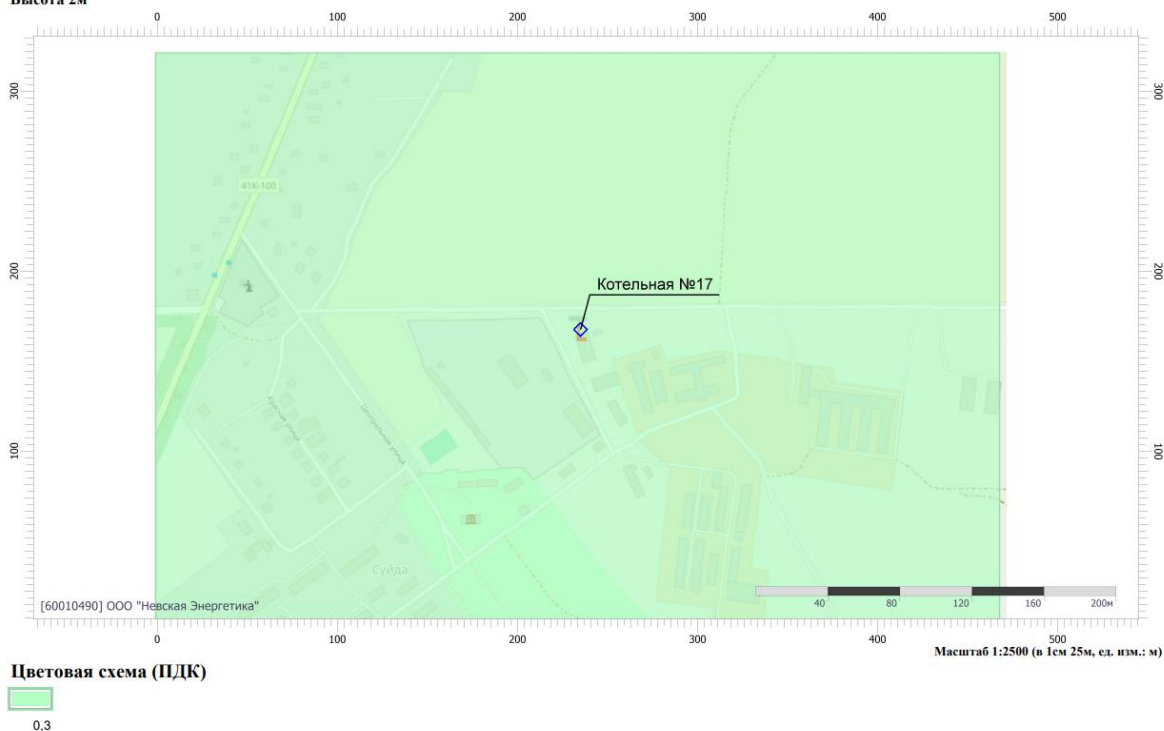 Высота 2м
0 100 200 300 400 500
300 300
41К-100
200 200
Котельная №17
Красная улица
Центральная улица
100 100
Суйда
[60010490] ООО "Невская Энергетика"
40 80 120 160 200м
0 100 200 300 400 500
Масштаб 1:2500 (в 1см 25м, ед. изм.: м)
Цветовая схема (ПДК)
0,3